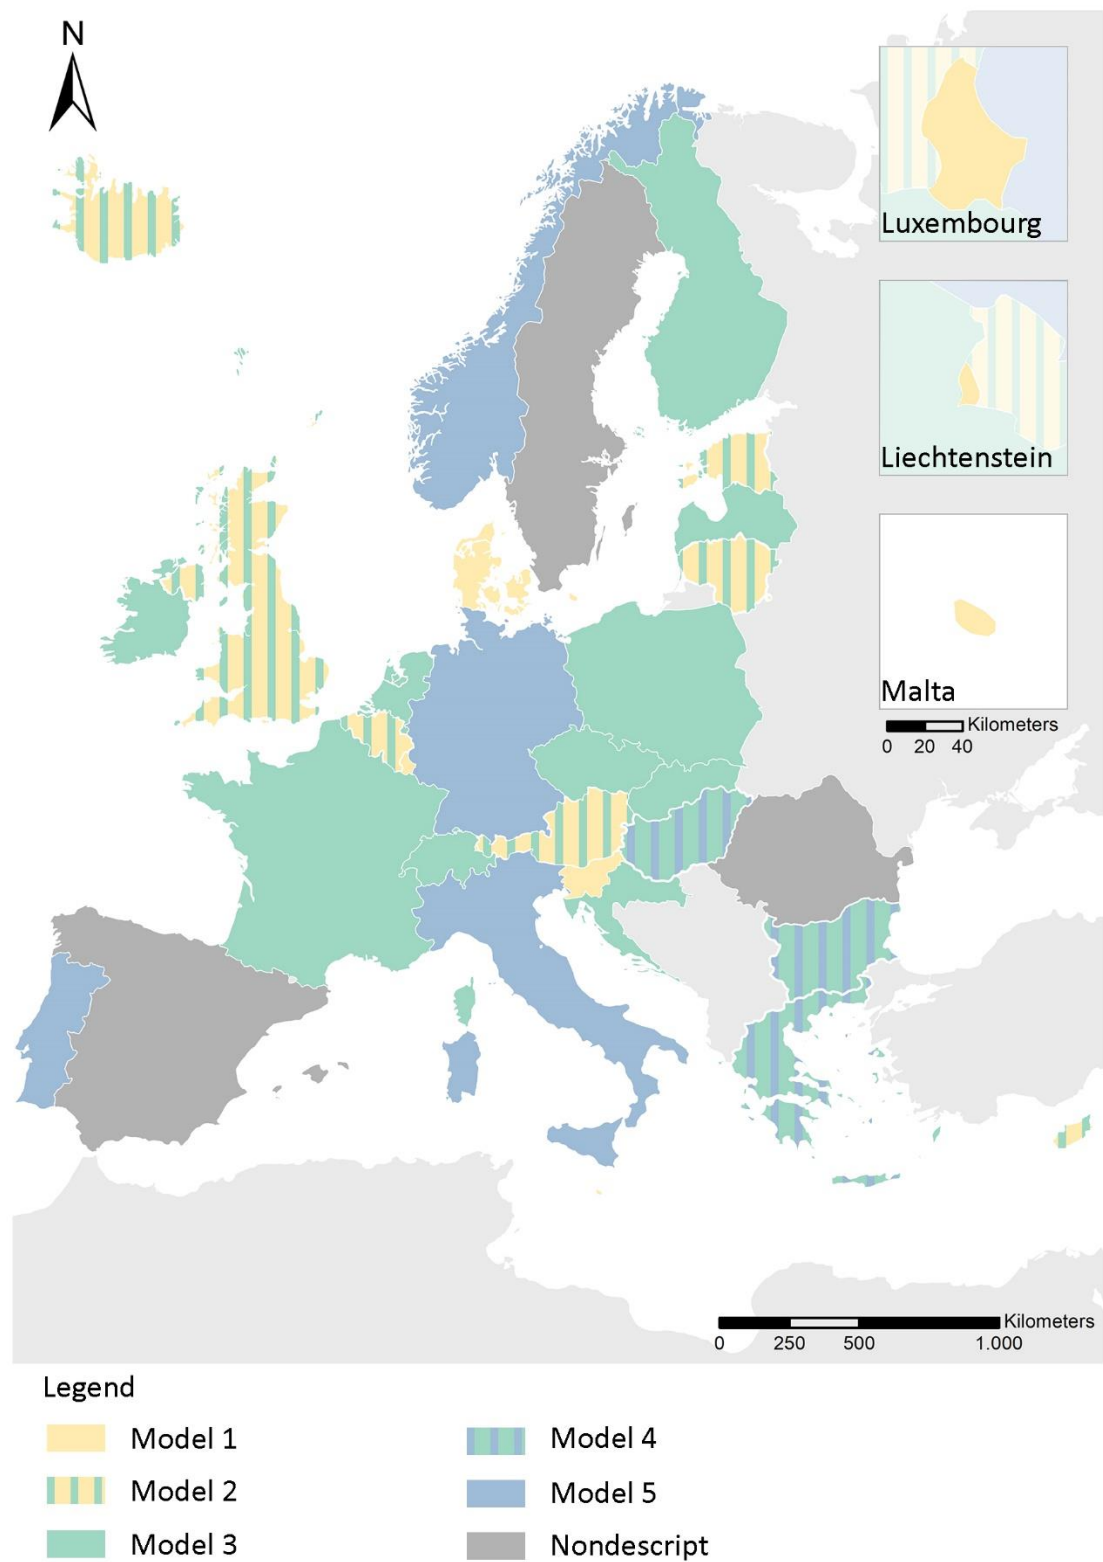 N
Luxembourg
Liechtenstein
Malta
Kilometers
0 20 40
Kilometers
0 250 500 1.000
Legend
Model 1
Model 2
Model 3
Model 4
Model 5
Nondescript